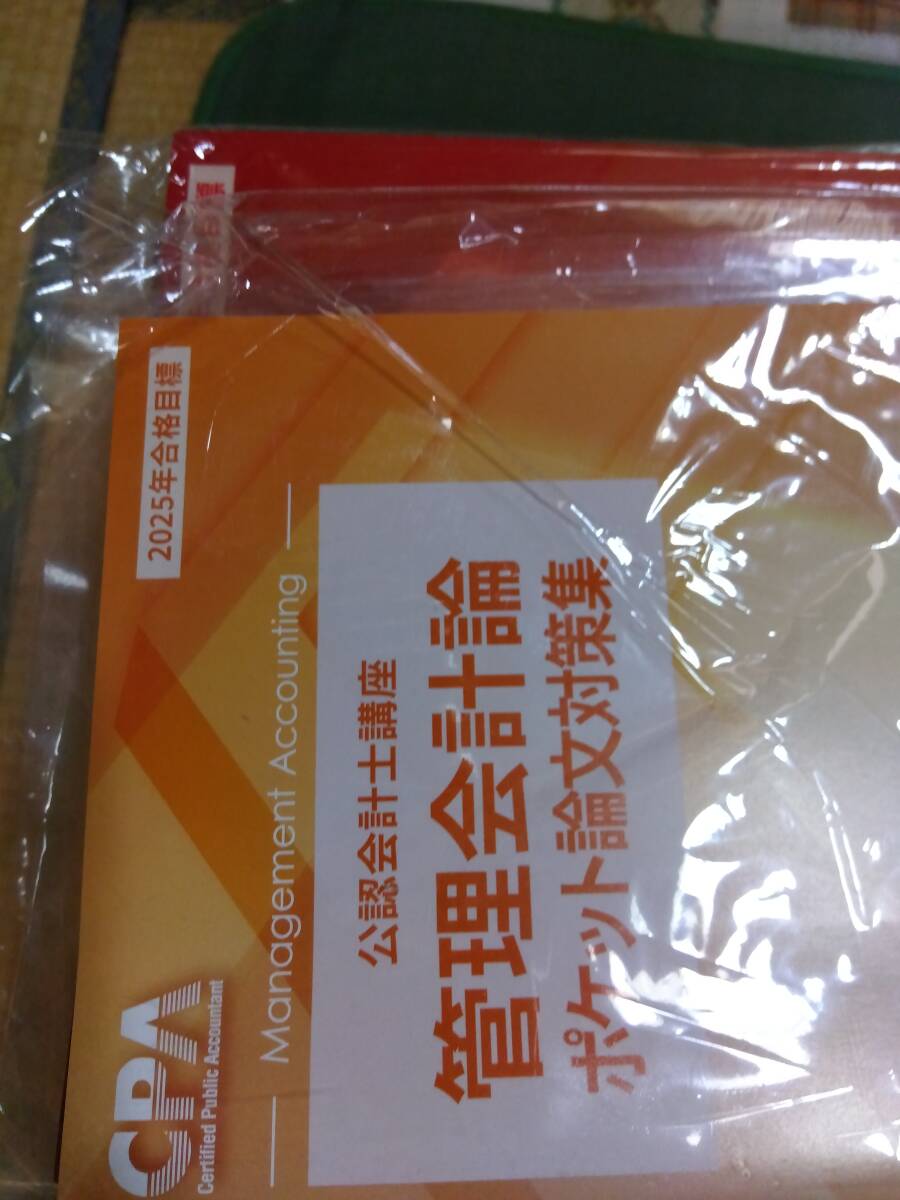 CPA
Certified Public Accountant
2025年合格目標
Management Accounting
公認会計士講座
管理会計論
ポケット論文対策集
標